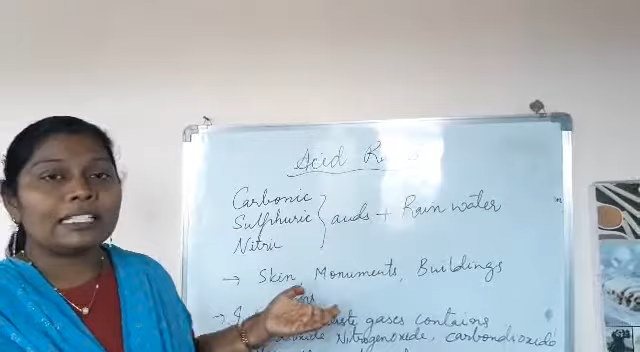 Acid
Carbonic
Sulphuric } acids + Rain water
Nitric
→ Skin Monuments, Buildings
→ gases contains
Nitrogenoxide, carbondioxide